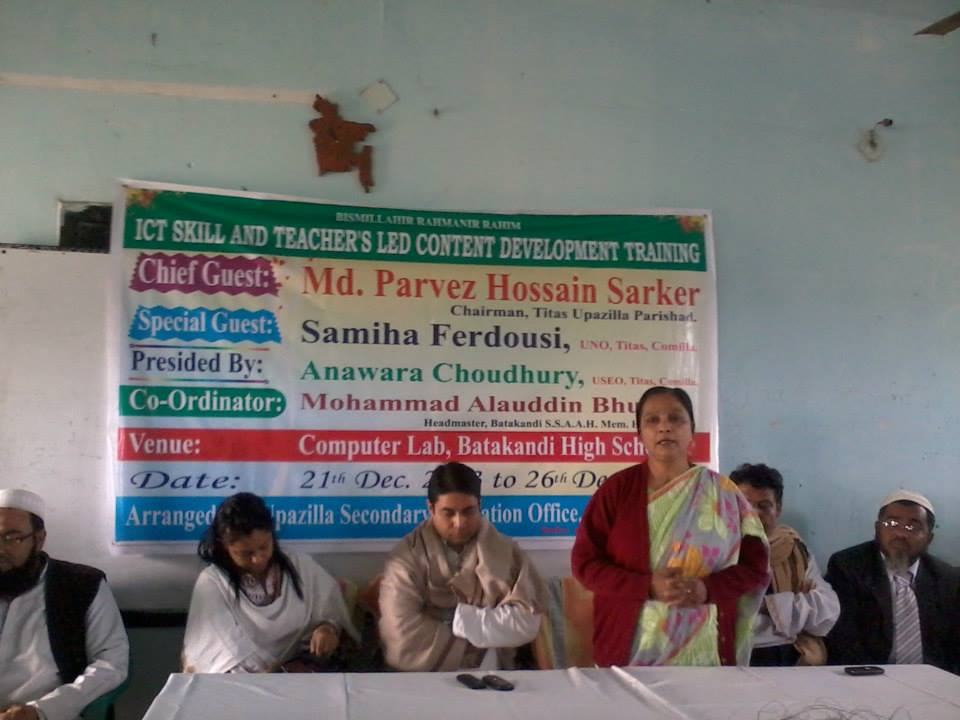 BISMILLAHIR RAHMANIR RAHIM
ICT SKILL AND TEACHER'S LED CONTENT DEVELOPMENT TRAINING
Chief Guest: Md. Parvez Hossain Sarker
Chairman, Titas Upazilla Parishad.
Special Guest: Samiha Ferdousi, UNO, Titas, Comilla.
Presided By: Anawara Choudhury, USEO, Titas, Comilla.
Co-Ordinator: Mohammad Alauddin Bhu
Headmaster, Batakandi S.S.A.A.H. Mem.
Venue: Computer Lab, Batakandi High Sch
Date: 21th Dec. to 26th De
Arranged Upazilla Secondary Office,